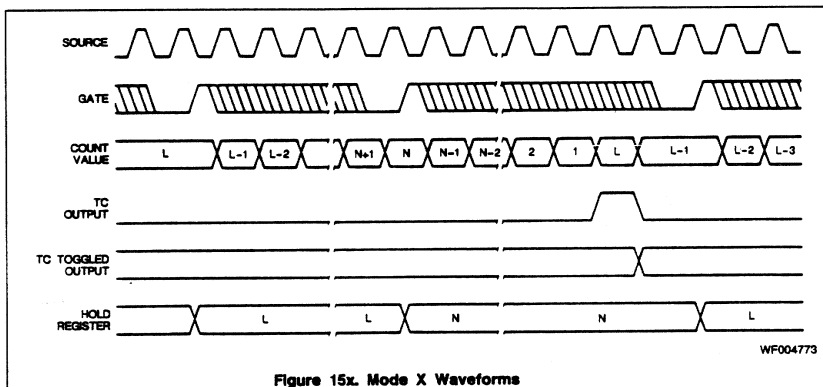 SOURCE
GATE
COUNT
VALUE
L
L-1
L-2
N+1
N
N-1
N-2
2
1
L
L-1
L-2
L-3
TC
OUTPUT
TC TOGGLED
OUTPUT
HOLD
REGISTER
L
L
N
N
L
WF004773
Figure 15x. Mode X Waveforms